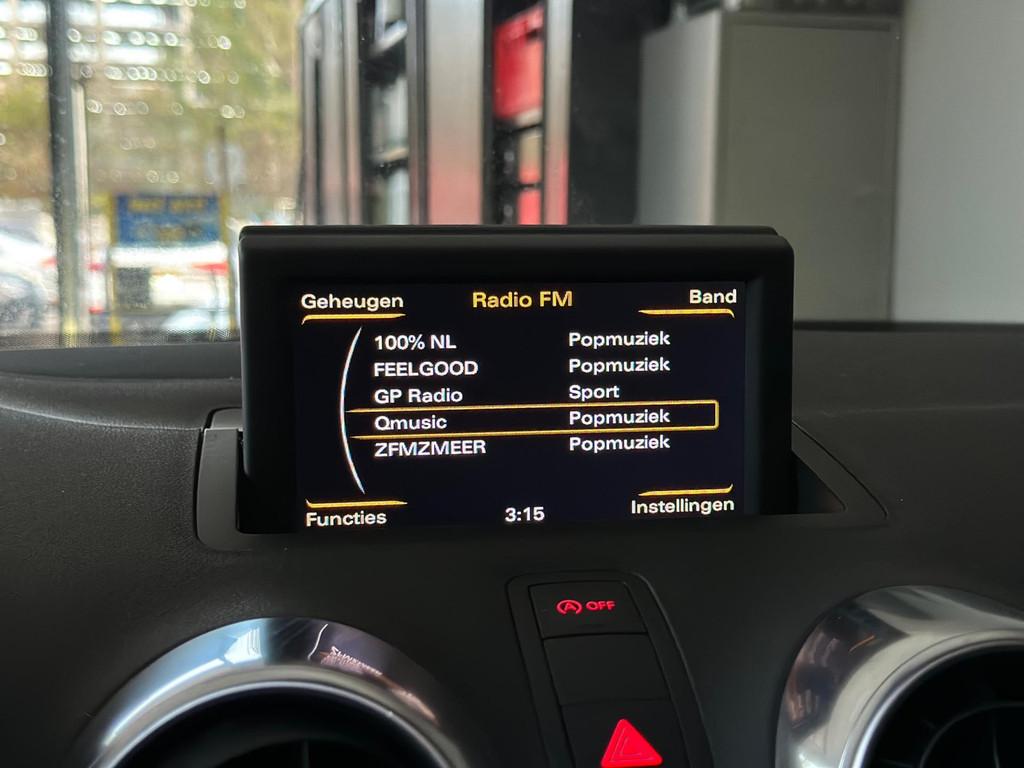 Geheugen Radio FM Band
100% NL Popmuziek
FEELGOOD Popmuziek
GP Radio Sport
Qmusic Popmuziek
ZFMZMEER Popmuziek
Functies 3:15 Instellingen
A OFF